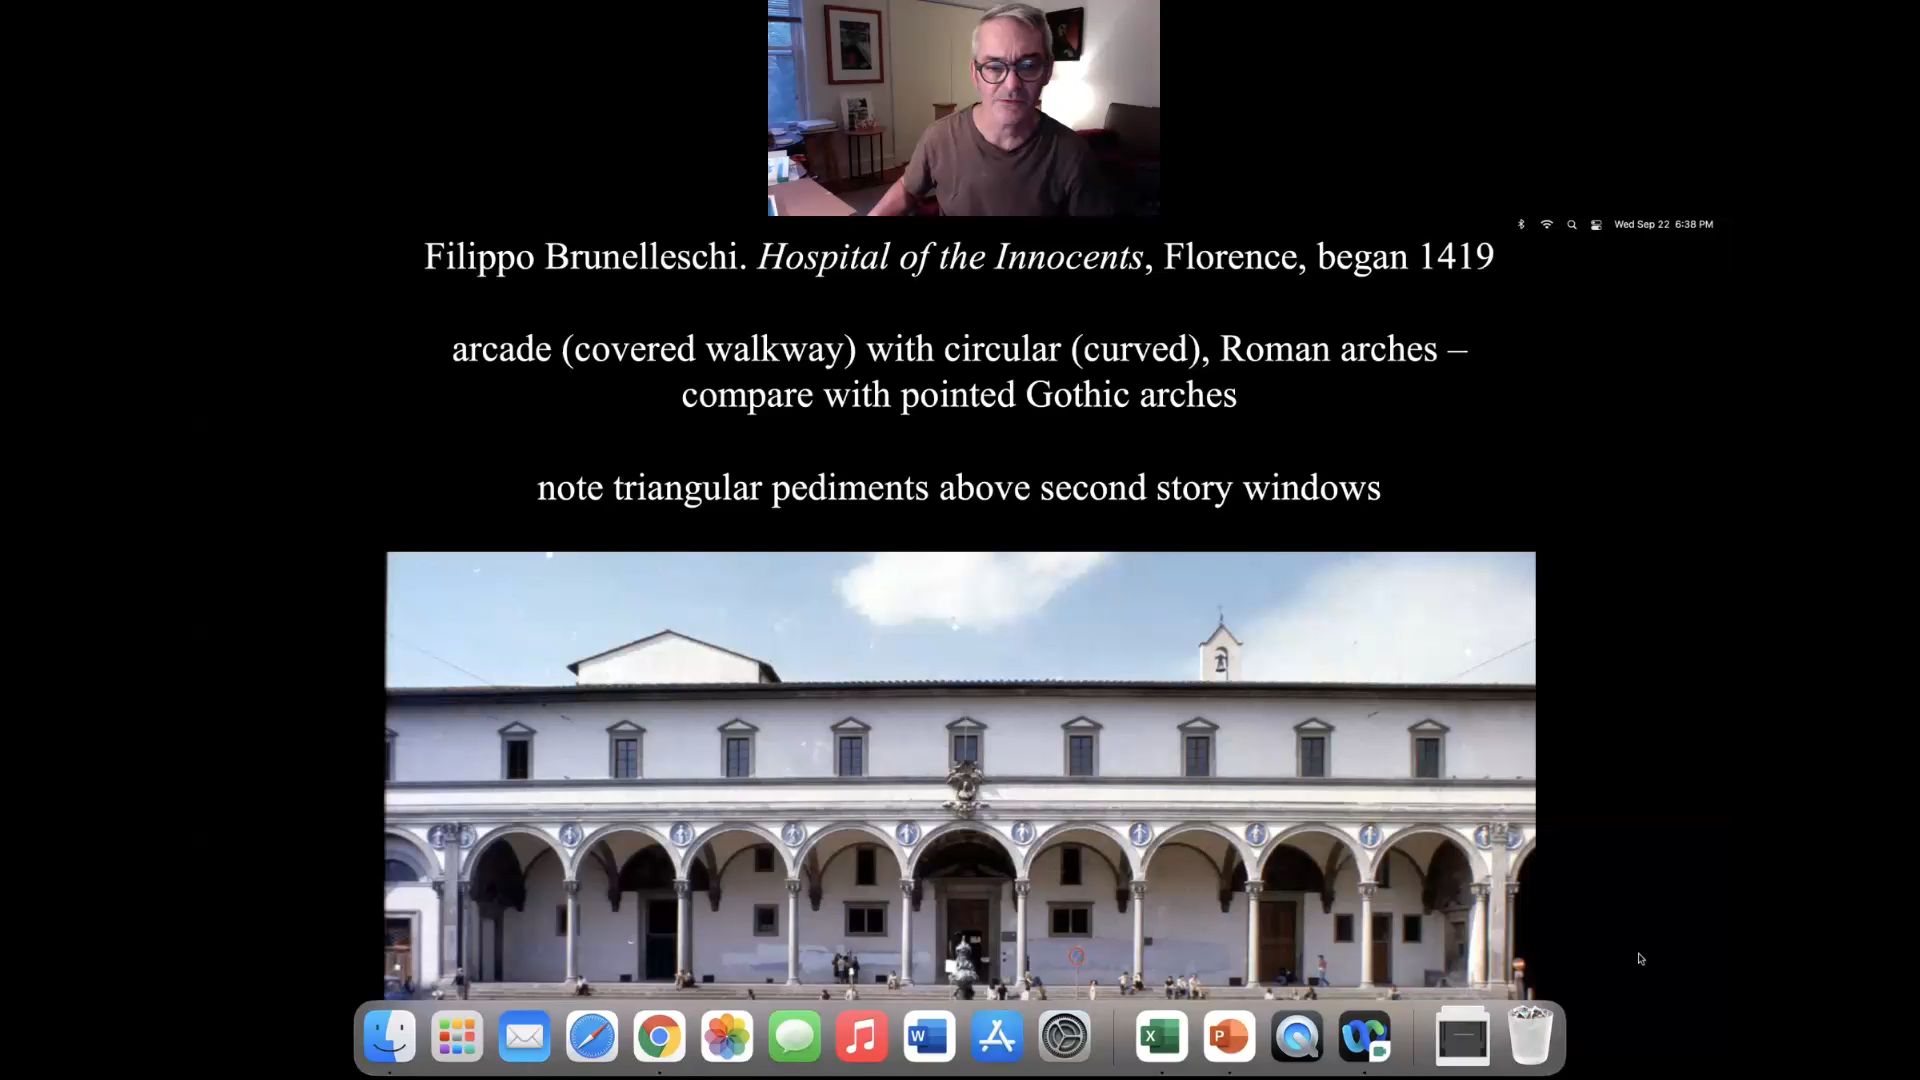 Wed Sep 22 6:38 PM
Filippo Brunelleschi. Hospital of the Innocents, Florence, began 1419
arcade (covered walkway) with circular (curved), Roman arches –
compare with pointed Gothic arches
note triangular pediments above second story windows
W
X
P